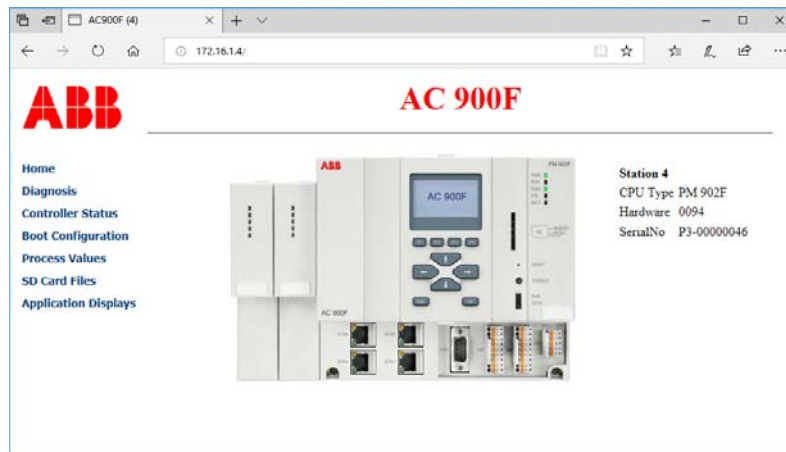 AC900F (4)
172.16.1.4/
ABB
AC 900F
Home
Diagnosis
Controller Status
Boot Configuration
Process Values
SD Card Files
Application Displays
ABB
PM 902F
AC 900F
AC 900F
Station 4
CPU Type PM 902F
Hardware 0094
SerialNo P3-00000046